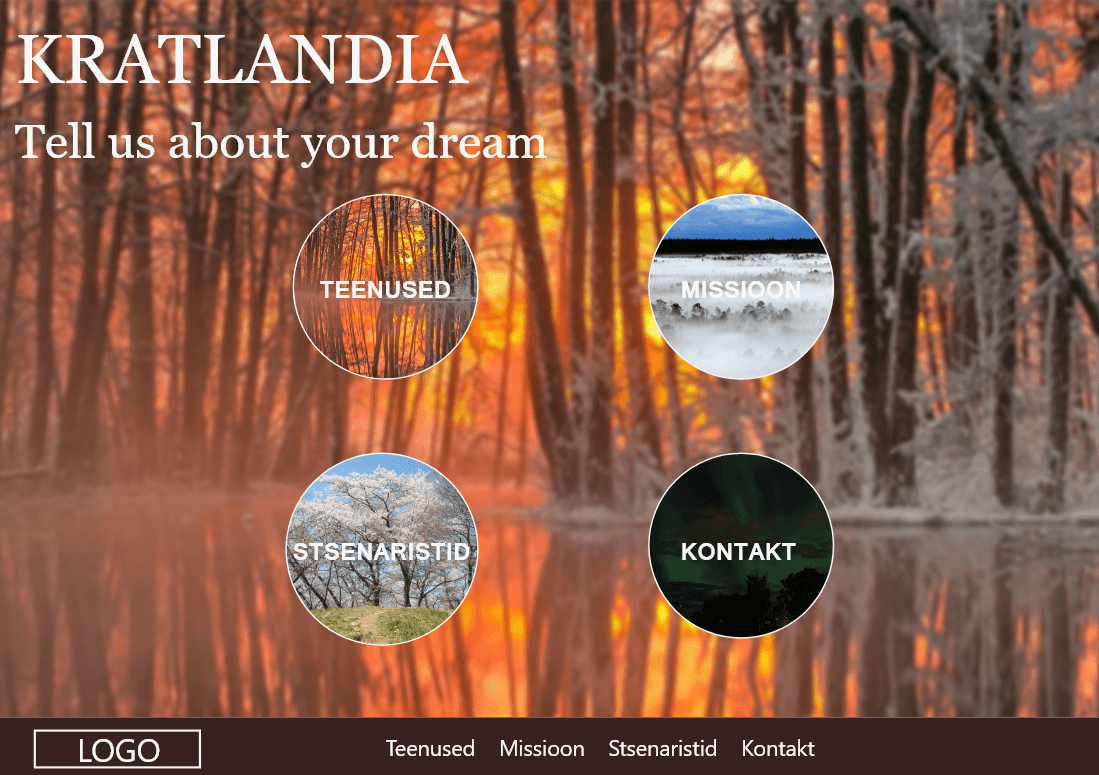 KRATLANDIA
Tell us about your dream
TEENUSED
MISSIOON
STSENARISTID
KONTAKT
LOGO
Teenused Missioon Stsenaristid Kontakt